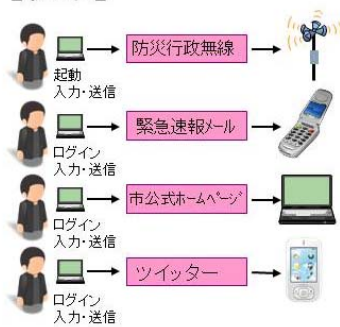 防災行政無線
起動
入力・送信
緊急速報メール
ログイン
入力・送信
市公式ホームページ
ログイン
入力・送信
ツイッター
ログイン
入力・送信